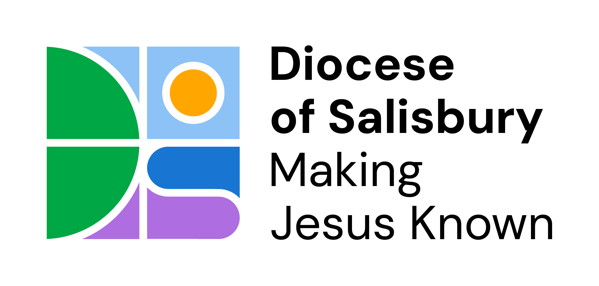 Diocese
of Salisbury
Making
Jesus Known